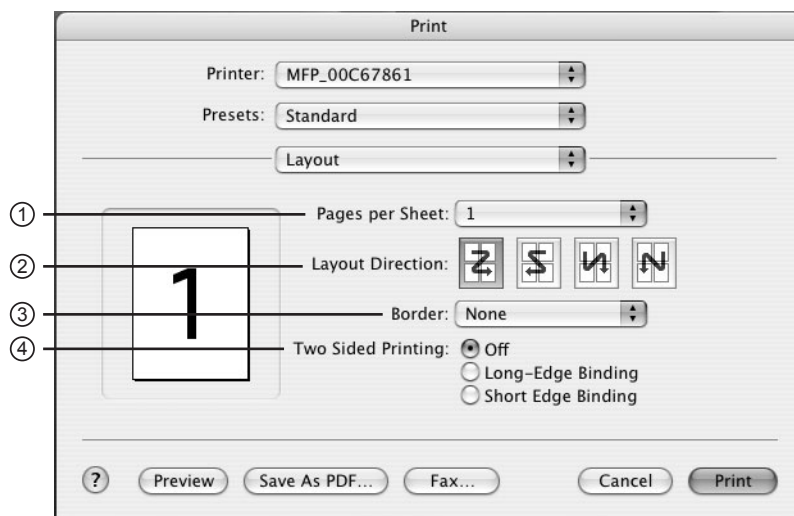 Print
Printer: MFP_00C67861
Presets: Standard
Layout
① Pages per Sheet: 1
② Layout Direction:
③ Border: None
④ Two Sided Printing: Off
Long-Edge Binding
Short Edge Binding
1
? Preview Save As PDF... Fax... Cancel Print